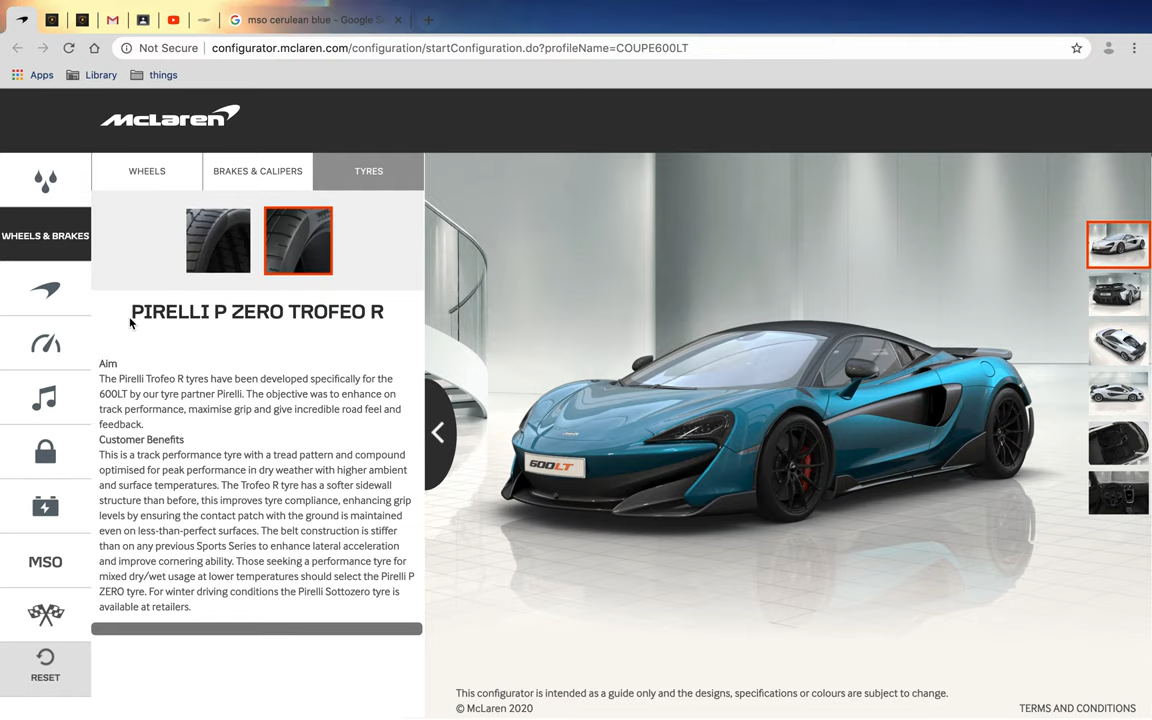 mso cerulean blue - Google S
Not Secure
configurator.mclaren.com/configuration/startConfiguration.do?profileName=COUPE600LT
Apps
Library
things
McLaren
WHEELS
BRAKES & CALIPERS
TYRES
WHEELS & BRAKES
PIRELLI P ZERO TROFEO R
Aim
The Pirelli Trofeo R tyres have been developed specifically for the
600LT by our tyre partner Pirelli. The objective was to enhance on
track performance, maximise grip and give incredible road feel and
feedback.
Customer Benefits
This is a track performance tyre with a tread pattern and compound
optimised for peak performance in dry weather with higher ambient
and surface temperatures. The Trofeo R tyre has a softer sidewall
structure than before, this improves tyre compliance, enhancing grip
levels by ensuring the contact patch with the ground is maintained
even on less-than-perfect surfaces. The belt construction is stiffer
than on any previous Sports Series to enhance lateral acceleration
and improve cornering ability. Those seeking a performance tyre for
mixed dry/wet usage at lower temperatures should select the Pirelli P
ZERO tyre. For winter driving conditions the Pirelli Sottozero tyre is
available at retailers.
MSO
RESET
600LT
This configurator is intended as a guide only and the designs, specifications or colours are subject to change.
© McLaren 2020
TERMS AND CONDITIONS